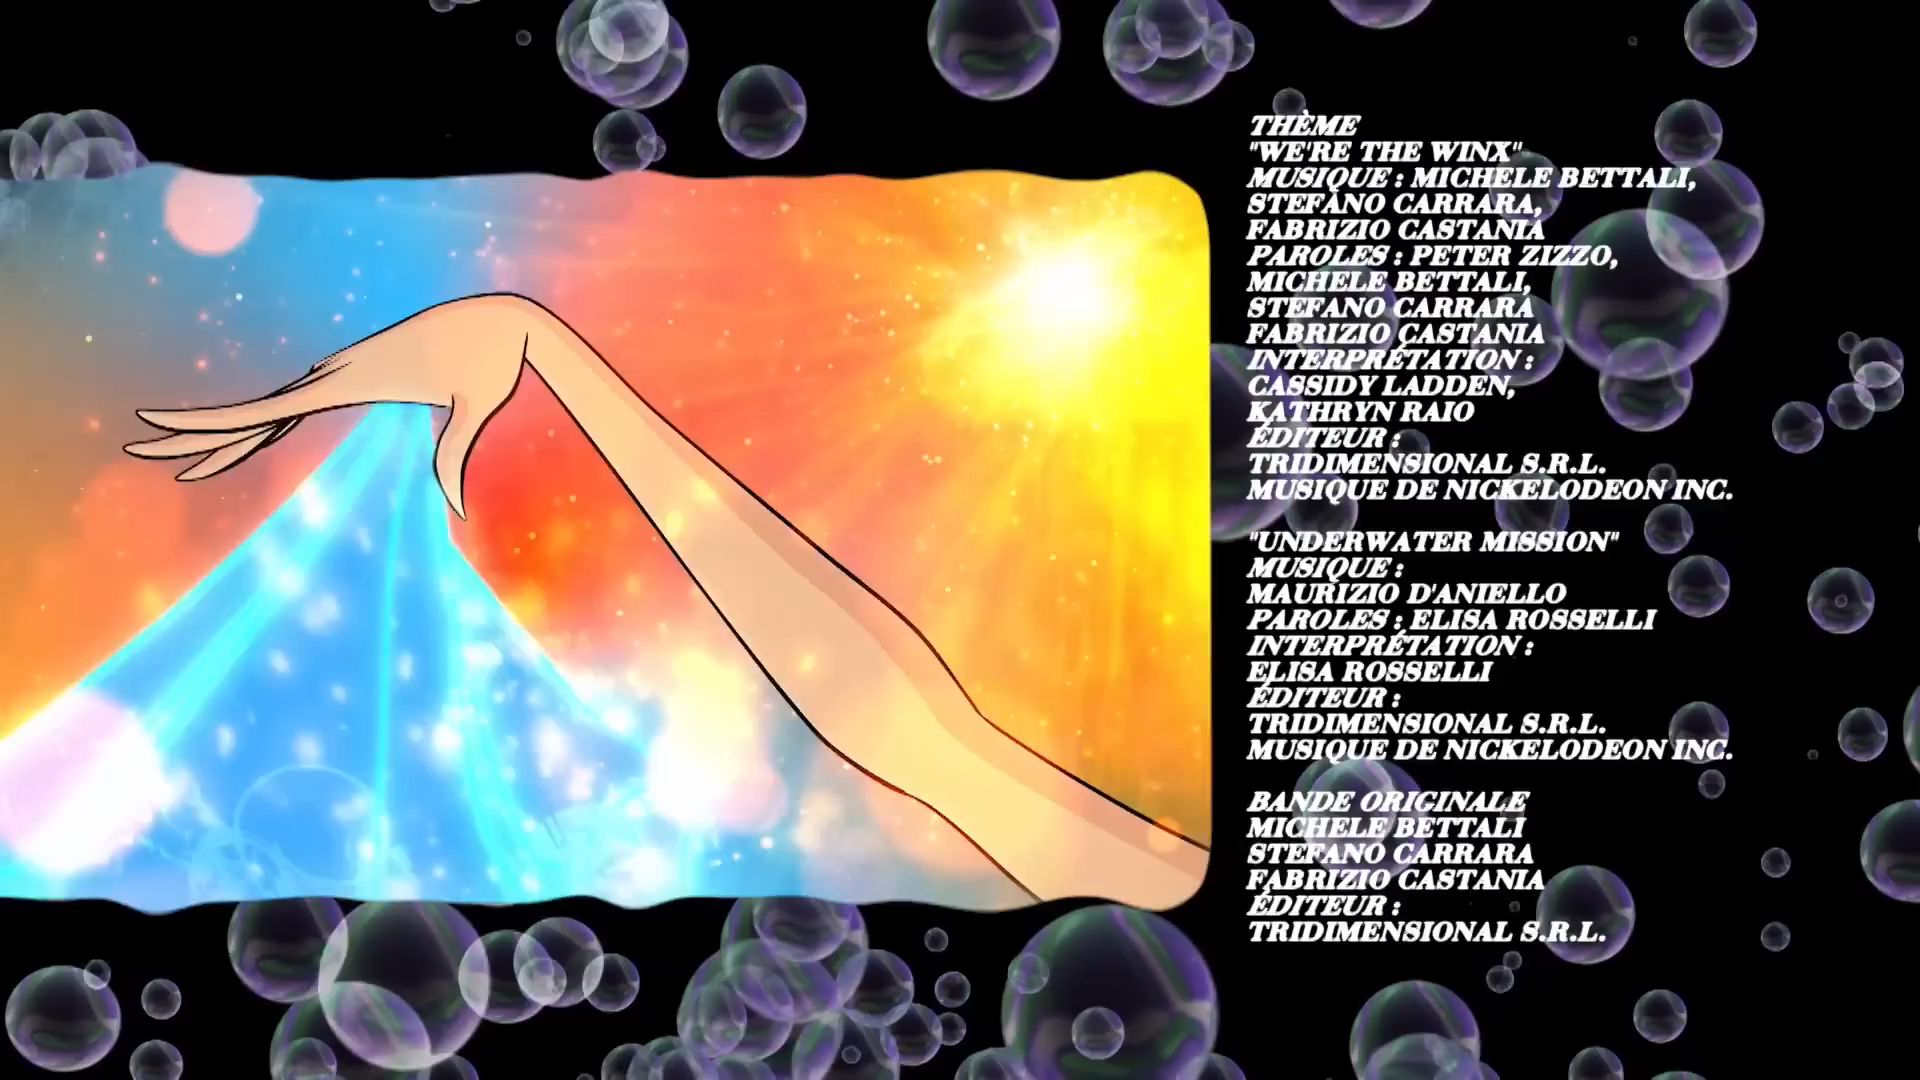 THÈME
"WE'RE THE WINX"
MUSIQUE : MICHELE BETTALI,
STEFANO CARRARA,
FABRIZIO CASTANIA
PAROLES : PETER ZIZZO,
MICHELE BETTALI,
STEFANO CARRARA
FABRIZIO CASTANIA
INTERPRÉTATION :
CASSIDY LADDEN,
KATHRYN RAIO
ÉDITEUR :
TRIDIMENSIONAL S.R.L.
MUSIQUE DE NICKELODEON INC.
"UNDERWATER MISSION"
MUSIQUE :
MAURIZIO D'ANIELLO
PAROLES : ELISA ROSSELLI
INTERPRÉTATION :
ELISA ROSSELLI
ÉDITEUR :
TRIDIMENSIONAL S.R.L.
MUSIQUE DE NICKELODEON INC.
BANDE ORIGINALE
MICHELE BETTALI
STEFANO CARRARA
FABRIZIO CASTANIA
ÉDITEUR :
TRIDIMENSIONAL S.R.L.